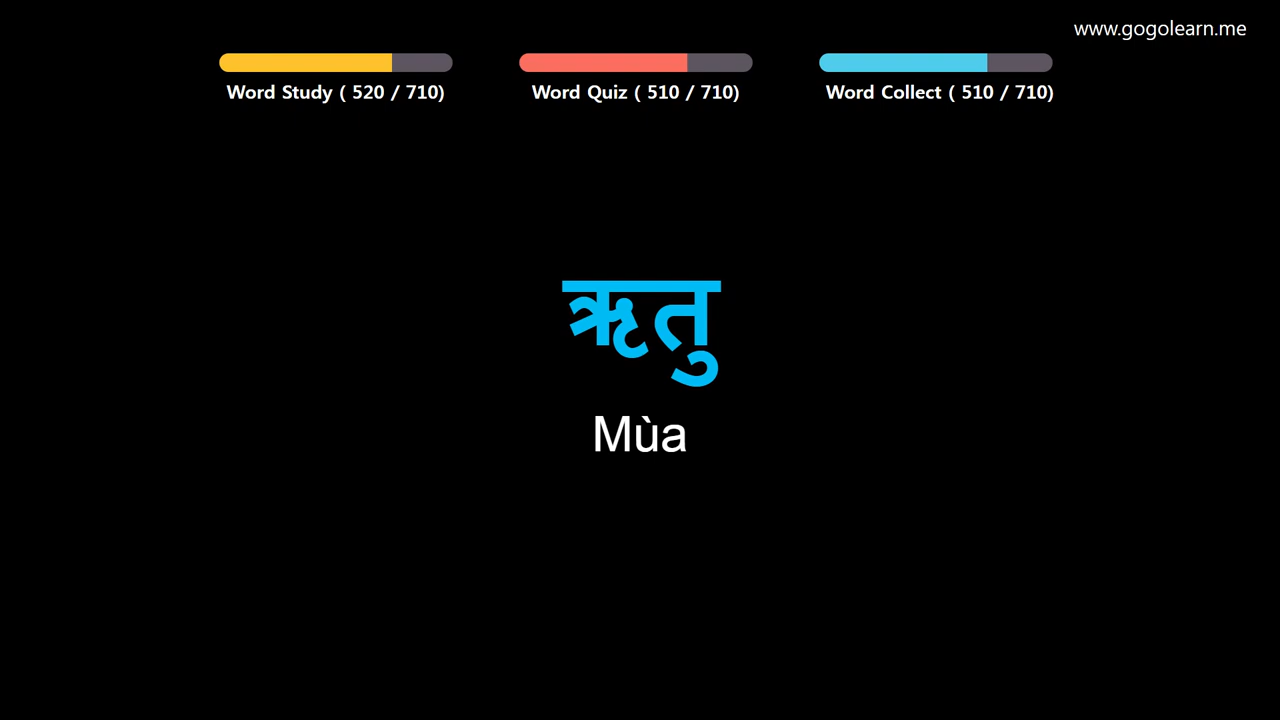 www.gogolearn.me
Word Study ( 520 / 710)
Word Quiz ( 510 / 710)
Word Collect ( 510 / 710)
ऋतु
Mùa